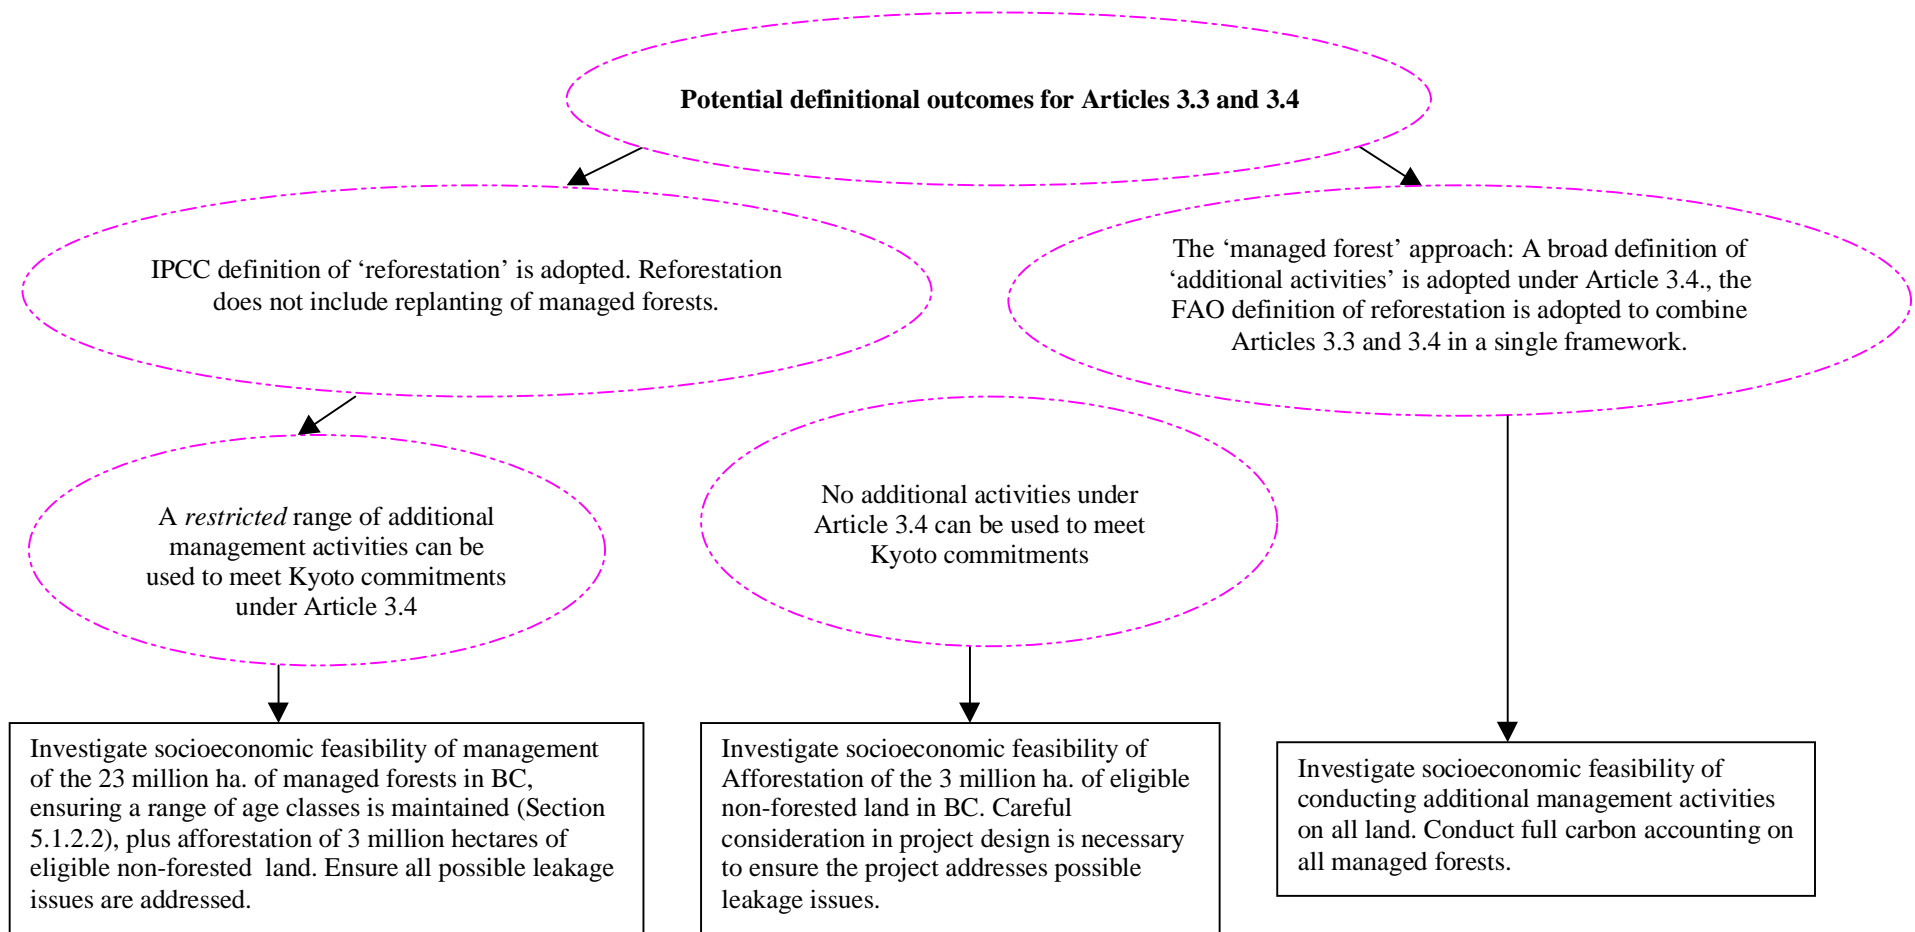 Potential definitional outcomes for Articles 3.3 and 3.4
IPCC definition of ‘reforestation’ is adopted. Reforestation
does not include replanting of managed forests.
The ‘managed forest’ approach: A broad definition of
‘additional activities’ is adopted under Article 3.4., the
FAO definition of reforestation is adopted to combine
Articles 3.3 and 3.4 in a single framework.
A restricted range of additional
management activities can be
used to meet Kyoto commitments
under Article 3.4
No additional activities under
Article 3.4 can be used to meet
Kyoto commitments
Investigate socioeconomic feasibility of management
of the 23 million ha. of managed forests in BC,
ensuring a range of age classes is maintained (Section
5.1.2.2), plus afforestation of 3 million hectares of
eligible non-forested land. Ensure all possible leakage
issues are addressed.
Investigate socioeconomic feasibility of
Afforestation of the 3 million ha. of eligible
non-forested land in BC. Careful
consideration in project design is necessary
to ensure the project addresses possible
leakage issues.
Investigate socioeconomic feasibility of
conducting additional management activities
on all land. Conduct full carbon accounting on
all managed forests.